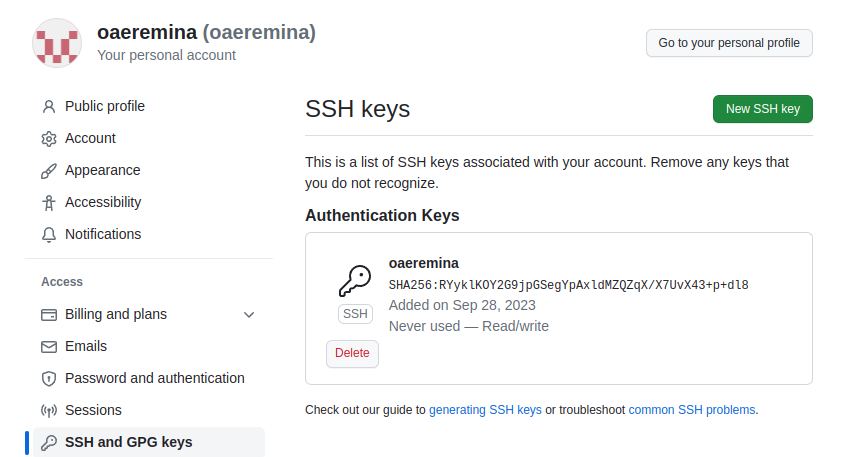 oaeremina (oaeremina)
Your personal account
Go to your personal profile
Public profile
Account
Appearance
Accessibility
Notifications
Access
Billing and plans
Emails
Password and authentication
Sessions
SSH and GPG keys
SSH keys
New SSH key
This is a list of SSH keys associated with your account. Remove any keys that
you do not recognize.
Authentication Keys
oaeremina
SHA256:RYyklKOY2G9jpGSegYpAxldMZQZqX/X7UvX43+p+dl8
Added on Sep 28, 2023
Never used — Read/write
SSH
Delete
Check out our guide to generating SSH keys or troubleshoot common SSH problems.